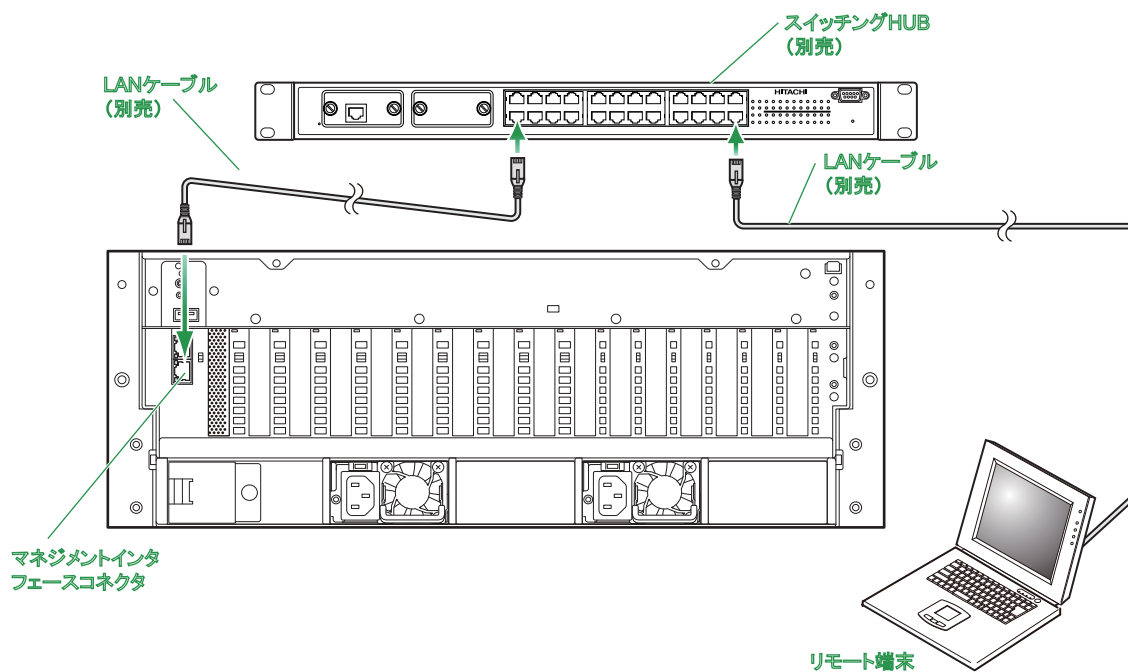 スイッチングHUB
（別売）
LANケーブル
（別売）
HITACHI
LANケーブル
（別売）
マネジメントインタ
フェースコネクタ
リモート端末